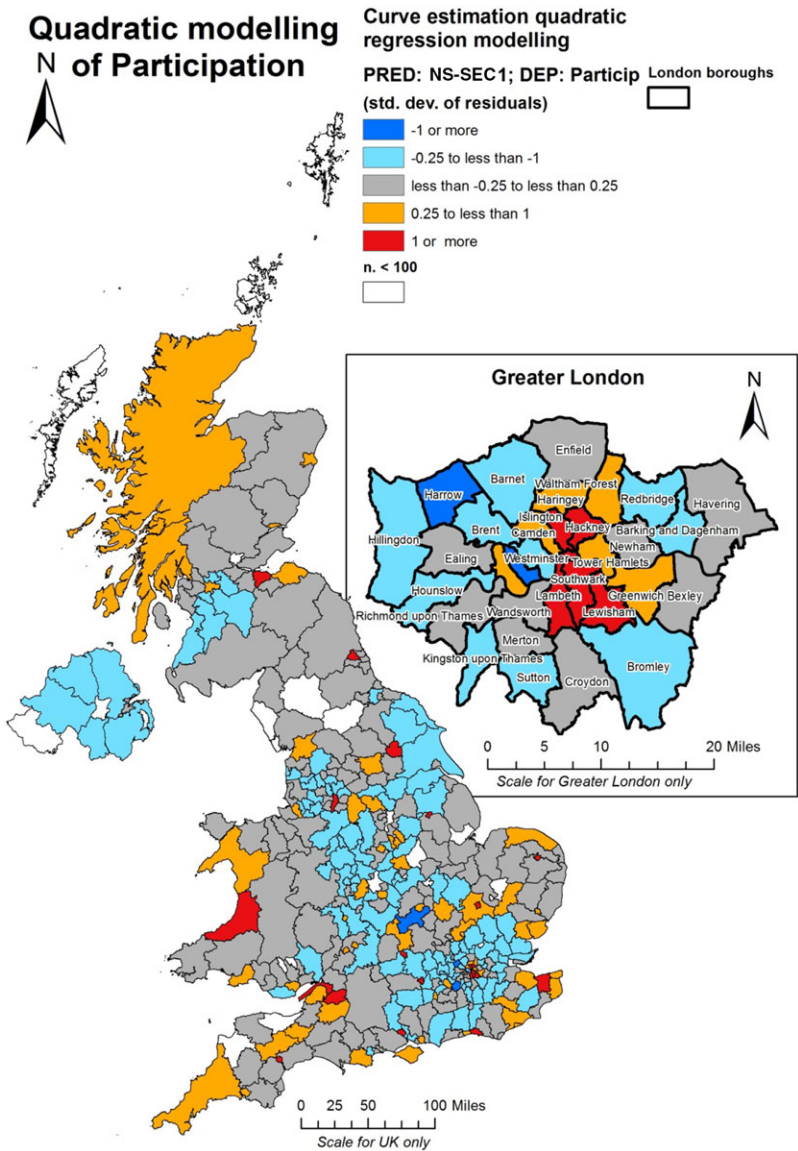 Quadratic modelling
of Participation
N
Curve estimation quadratic
regression modelling
PRED: NS-SEC1; DEP: Particip
London boroughs
(std. dev. of residuals)
-1 or more
-0.25 to less than -1
less than -0.25 to less than 0.25
0.25 to less than 1
1 or more
n. < 100
Greater London
N
Enfield
Barnet
Waltham Forest
Harrow
Haringey
Redbridge
Havering
Islington
Hackney
Brent
Camden
Barking and Dagenham
Hillingdon
Newham
Ealing
Westminster
Tower Hamlets
Southwark
Hounslow
Lambeth
Greenwich
Bexley
Richmond upon Thames
Wandsworth
Lewisham
Merton
Kingston upon Thames
Bromley
Sutton
Croydon
0 5 10 20 Miles
Scale for Greater London only
0 25 50 100 Miles
Scale for UK only